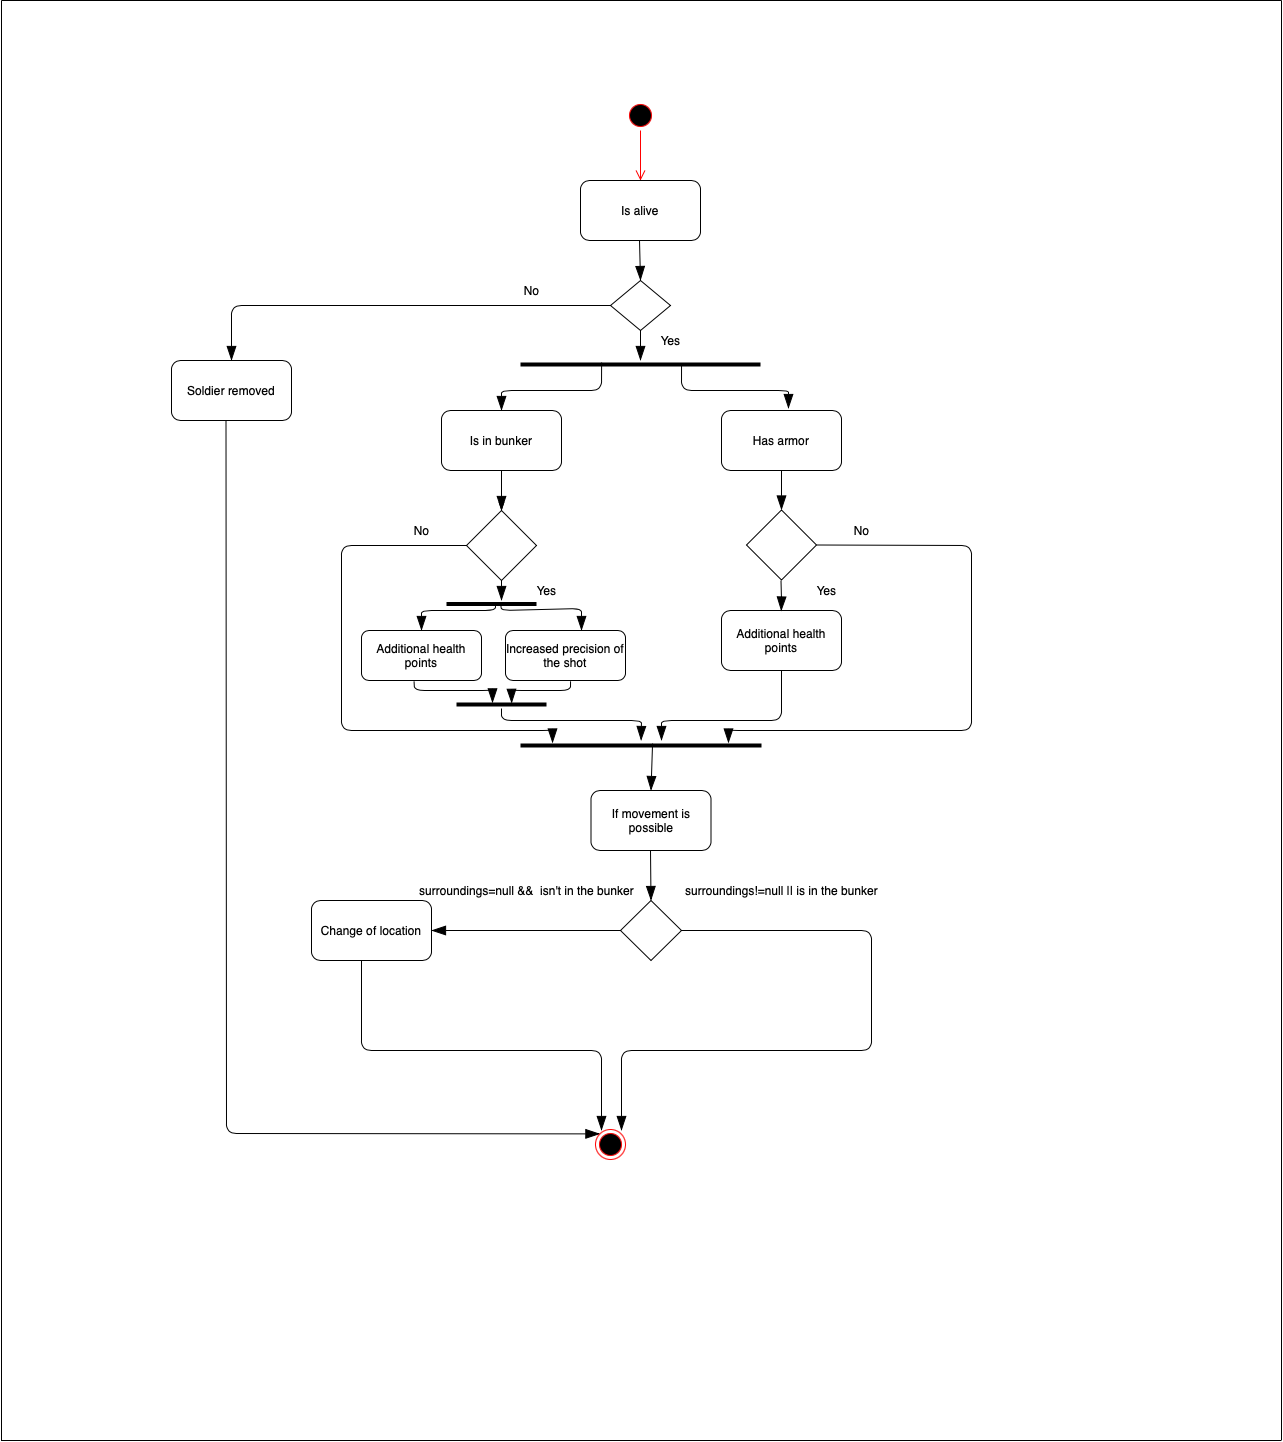 Is alive
No
Yes
Soldier removed
Is in bunker
Has armor
No
No
Yes
Yes
Additional health
points
Increased precision of
the shot
Additional health
points
If movement is
possible
surroundings=null &&  isn't in the bunker
surroundings!=null || is in the bunker
Change of location